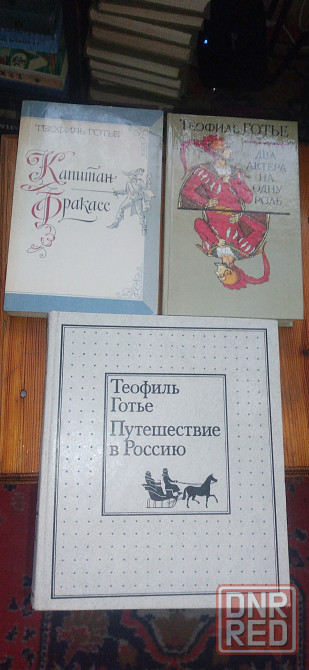 ТЕОФИЛЬ ГОТЬЕ
Капитан
Фракасс
ТЕОФИЛЬ ГОТЬЕ
ДВА
АКТЕРА
НА
ОДНУ
РОЛЬ
Теофиль
Готье
Путешествие
в Россию
DNR
RED